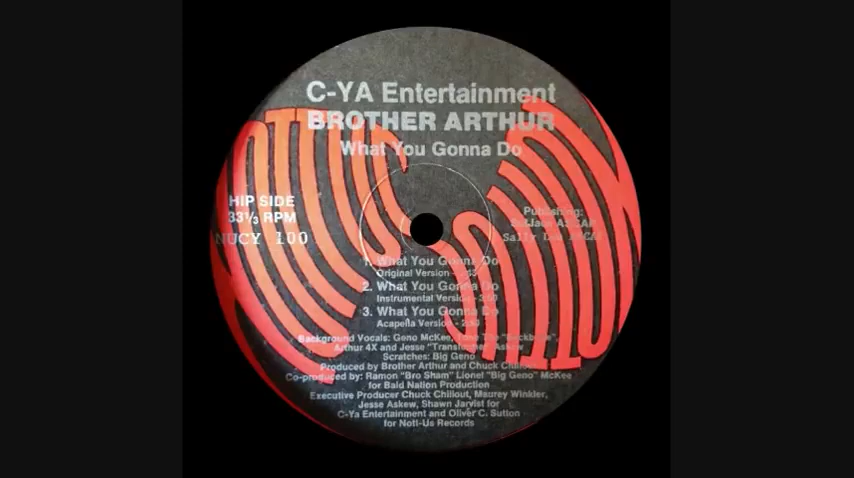 C-YA Entertainment
BROTHER ARTHUR
What You Gonna Do
HIP SIDE
33⅓ RPM
NUCY 100
Publishing:
Sally
1. What You Gonna Do
Original Version -
2. What You Gonna Do
Instrumental Version -
3. What You Gonna Do
Acapella Version -
Background Vocals: Geno McKee, The
Arthur 4X and Jesse
Scratches: Big Geno
Produced by Brother Arthur and Chuck
Co-produced by: Ramon "Bro Sham" Lionel "Big Geno" McKee
for Bald Nation Production
Executive Producer Chuck Chillout, Maurey Winkler,
Jesse Askew, Shawn Jarvist for
C-Ya Entertainment and Oliver C. Sutton
for Noti-Us Records